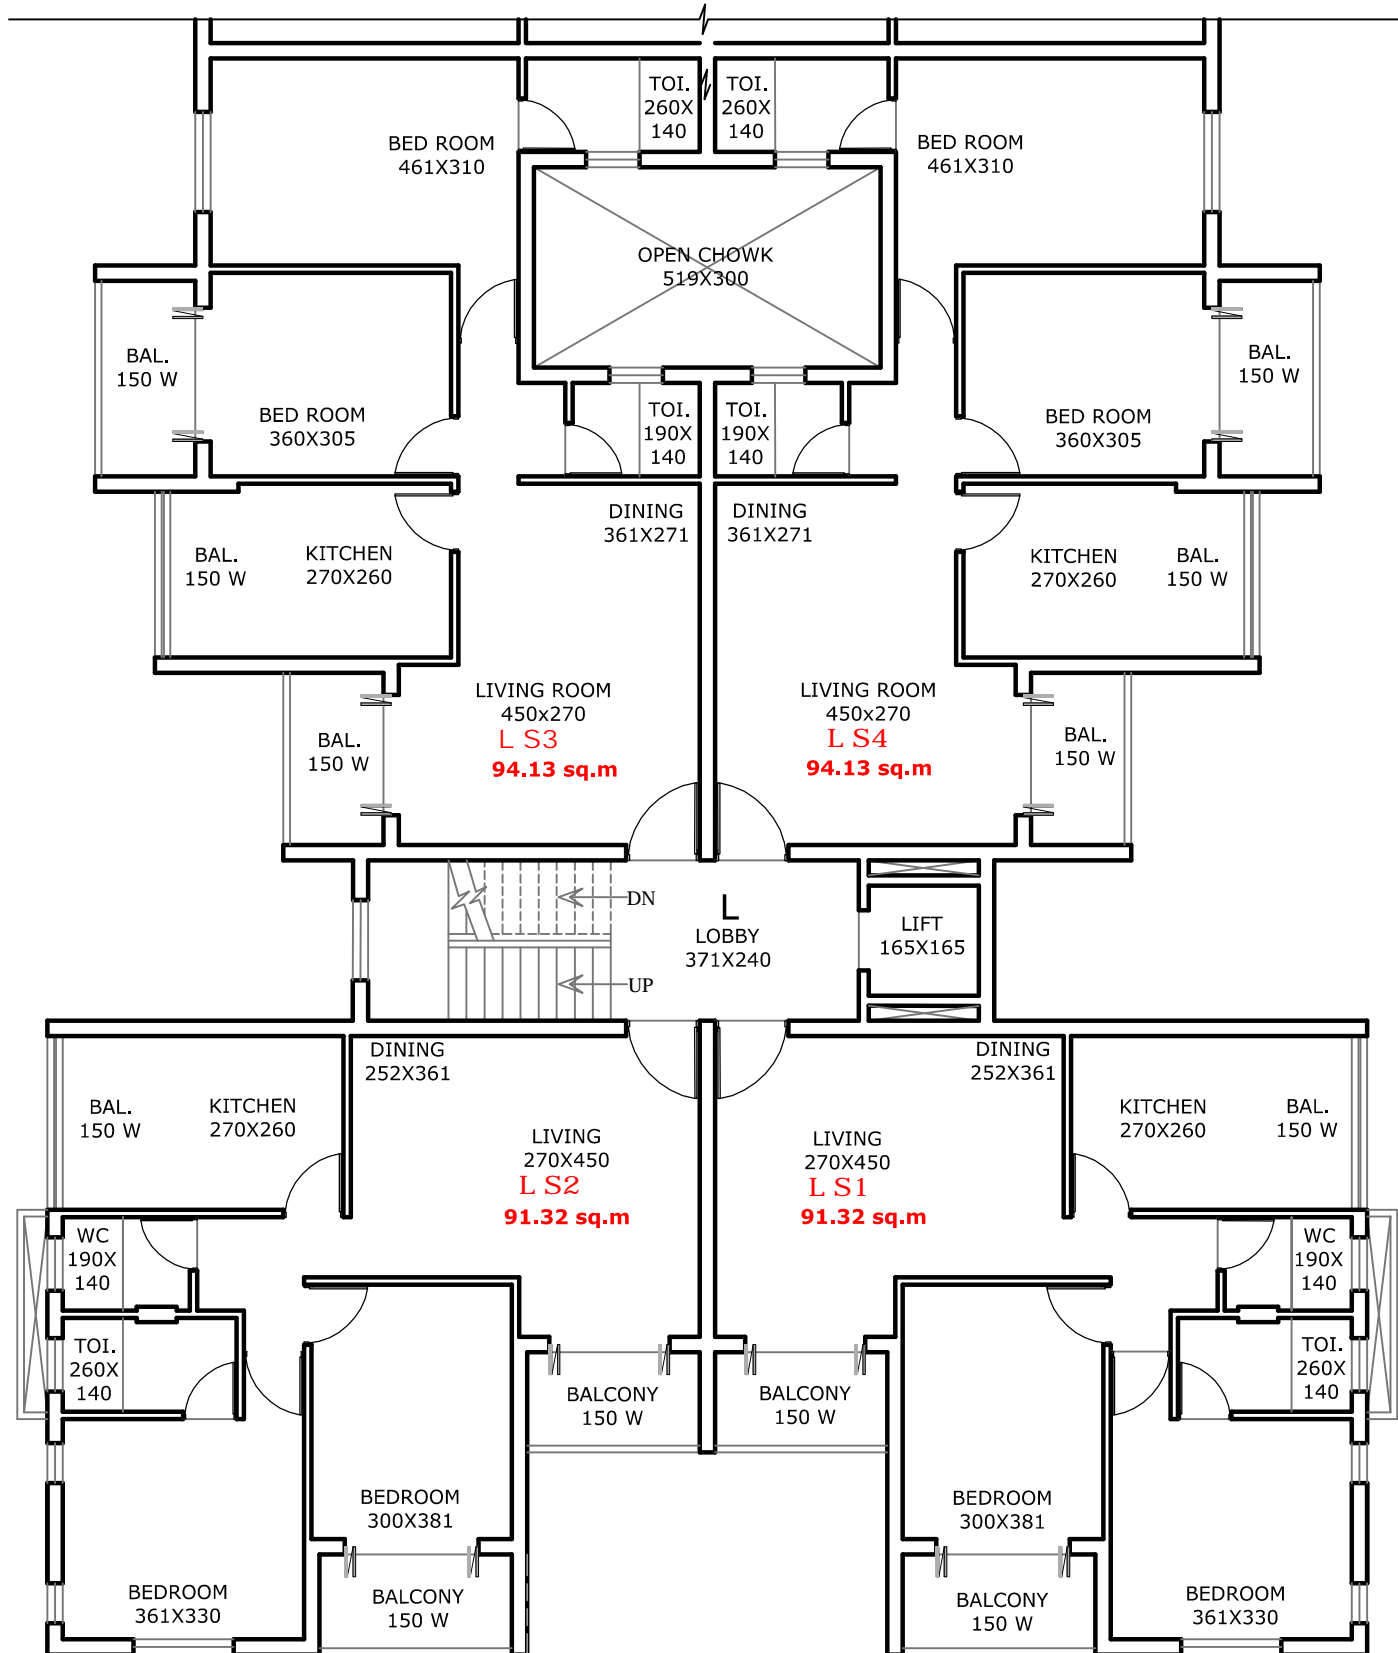 TOI.
260X
140
TOI.
260X
140
BED ROOM
461X310
BED ROOM
461X310
OPEN CHOWK
519X300
BAL.
150 W
BED ROOM
360X305
TOI.
190X
140
TOI.
190X
140
BED ROOM
360X305
BAL.
150 W
BAL.
150 W
KITCHEN
270X260
DINING
361X271
DINING
361X271
KITCHEN
270X260
BAL.
150 W
BAL.
150 W
LIVING ROOM
450x270
L S3
94.13 sq.m
LIVING ROOM
450x270
L S4
94.13 sq.m
BAL.
150 W
DN
UP
L
LOBBY
371X240
LIFT
165X165
DINING
252X361
DINING
252X361
BAL.
150 W
KITCHEN
270X260
LIVING
270X450
L S2
91.32 sq.m
LIVING
270X450
L S1
91.32 sq.m
KITCHEN
270X260
BAL.
150 W
WC
190X
140
WC
190X
140
TOI.
260X
140
TOI.
260X
140
BALCONY
150 W
BALCONY
150 W
BEDROOM
300X381
BEDROOM
300X381
BEDROOM
361X330
BALCONY
150 W
BALCONY
150 W
BEDROOM
361X330